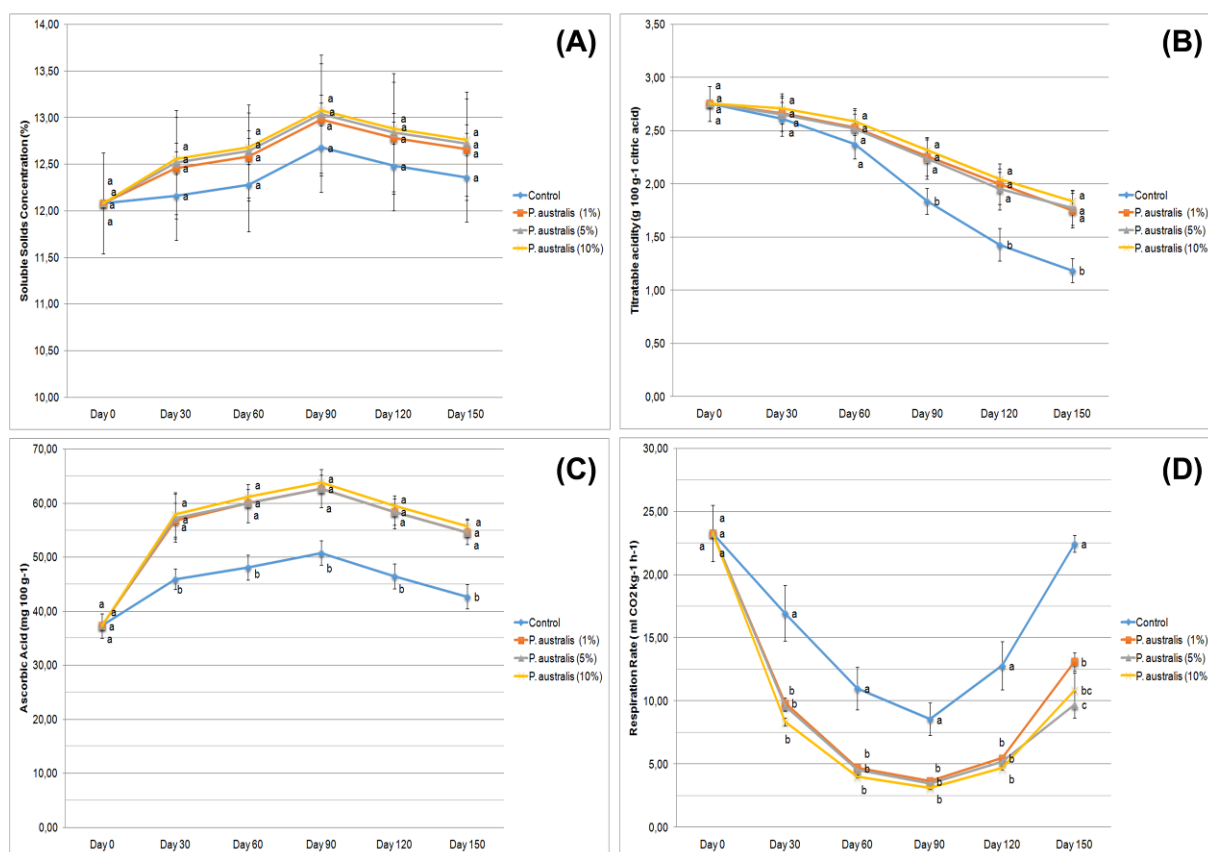 (A)
Soluble Solids Concentration (%)
14,00
13,50
13,00
12,50
12,00
11,50
11,00
10,50
10,00
a a a a a a
a a a a a a
a a a a a a
a a a a a a
Day 0 Day 30 Day 60 Day 90 Day 120 Day 150
Control
P. australis (1%)
P. australis (5%)
P. australis (10%)
(B)
Titratable acidity (g 100 g-1 citric acid)
3,50
3,00
2,50
2,00
1,50
1,00
0,50
0,00
a a a a a a
a a a a a a
a a a a a a
a a a b b b
Day 0 Day 30 Day 60 Day 90 Day 120 Day 150
Control
P. australis (1%)
P. australis (5%)
P. australis (10%)
(C)
Ascorbic Acid (mg 100 g-1)
70,00
60,00
50,00
40,00
30,00
20,00
10,00
0,00
a a a a a a
a a a a a a
a a a a a a
a b b b b b
Day 0 Day 30 Day 60 Day 90 Day 120 Day 150
Control
P. australis (1%)
P. australis (5%)
P. australis (10%)
(D)
Respiration Rate (ml CO2 kg-1 h-1)
30,00
25,00
20,00
15,00
10,00
5,00
0,00
a a a a a a
a b b b b b
a b b b b bc
a b b b b c
Day 0 Day 30 Day 60 Day 90 Day 120 Day 150
Control
P. australis (1%)
P. australis (5%)
P. australis (10%)